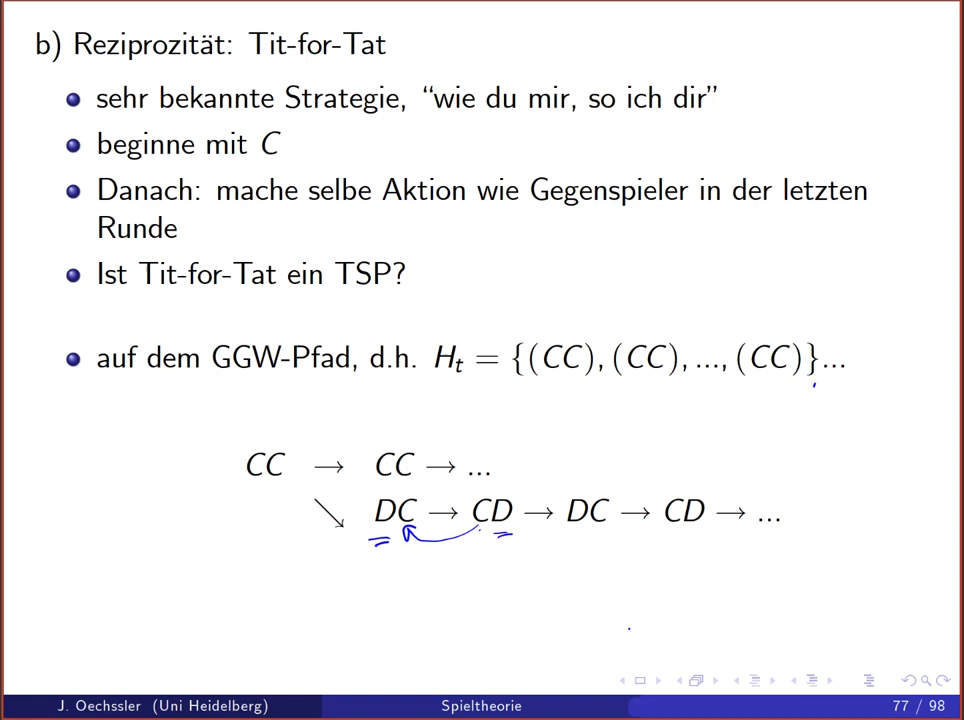 b) Reziprozität: Tit-for-Tat
sehr bekannte Strategie, “wie du mir, so ich dir”
beginne mit C
Danach: mache selbe Aktion wie Gegenspieler in der letzten
Runde
Ist Tit-for-Tat ein TSP?
auf dem GGW-Pfad, d.h. Hₜ = {(CC), (CC), ..., (CC)}...
CC → CC → ...
↘ DC → CD → DC → CD → ...
J. Oechssler (Uni Heidelberg) Spieltheorie 77 / 98